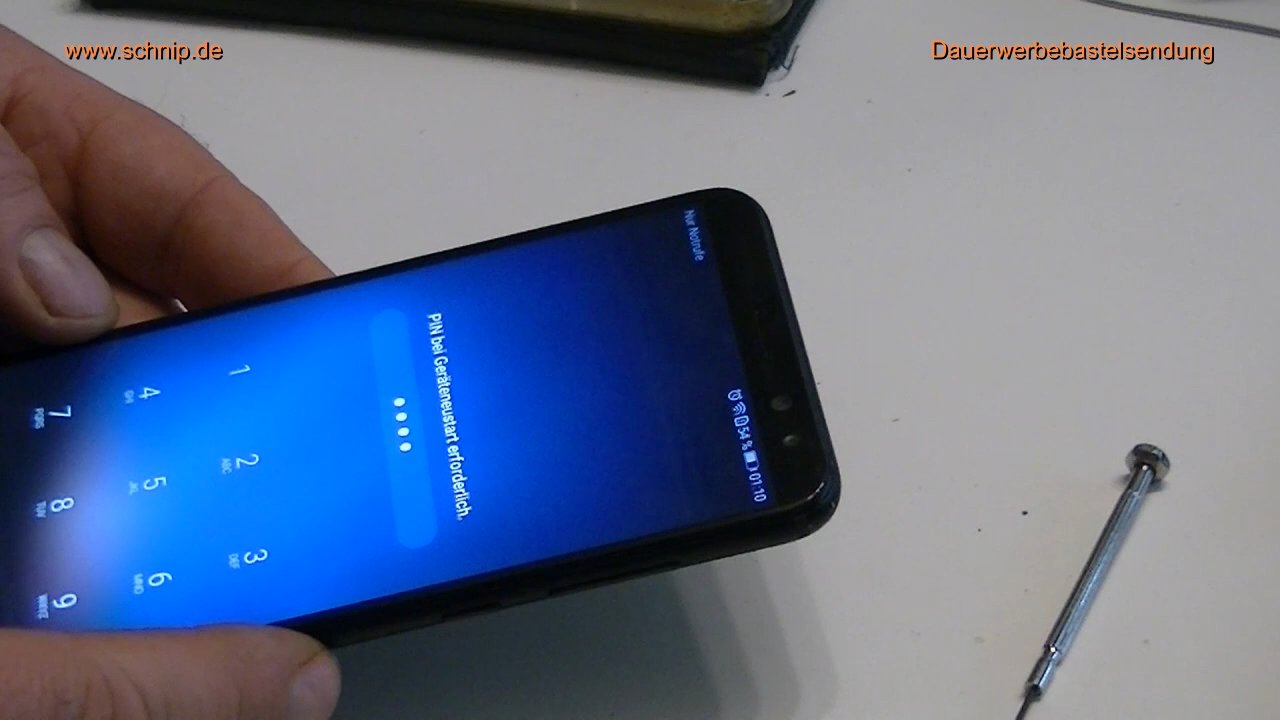 www.schnip.de
Dauerwerbebastelsendung
Nur Notrufe
54 % 01:10
PIN bei Geräteneustart erforderlich.
1
2 ABC
3 DEF
4 GHI
5 JKL
6 MNO
7 PQRS
8 TUV
9 WXYZ